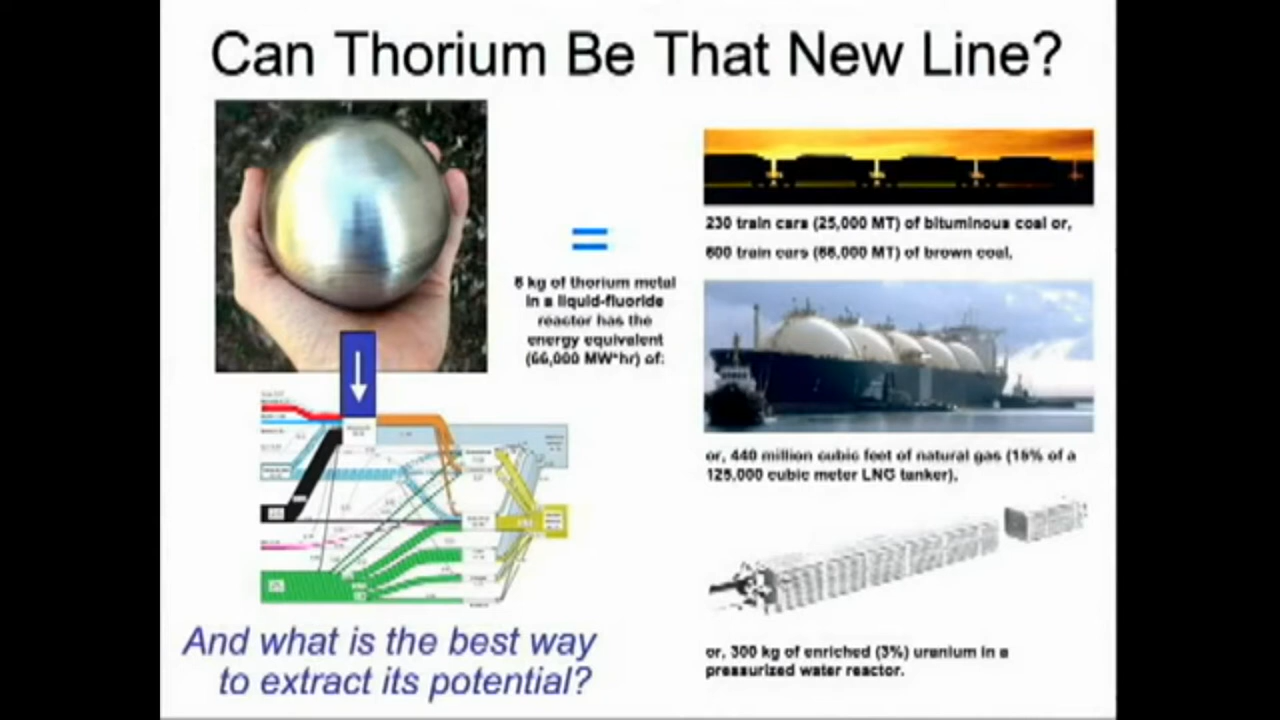 Can Thorium Be That New Line?
=
6 kg of thorium metal
in a liquid-fluoride
reactor has the
energy equivalent
(66,000 MW*hr) of:
230 train cars (25,000 MT) of bituminous coal or,
600 train cars (66,000 MT) of brown coal,
or, 440 million cubic feet of natural gas (15% of a
125,000 cubic meter LNG tanker),
or, 300 kg of enriched (3%) uranium in a
pressurized water reactor.
And what is the best way
to extract its potential?